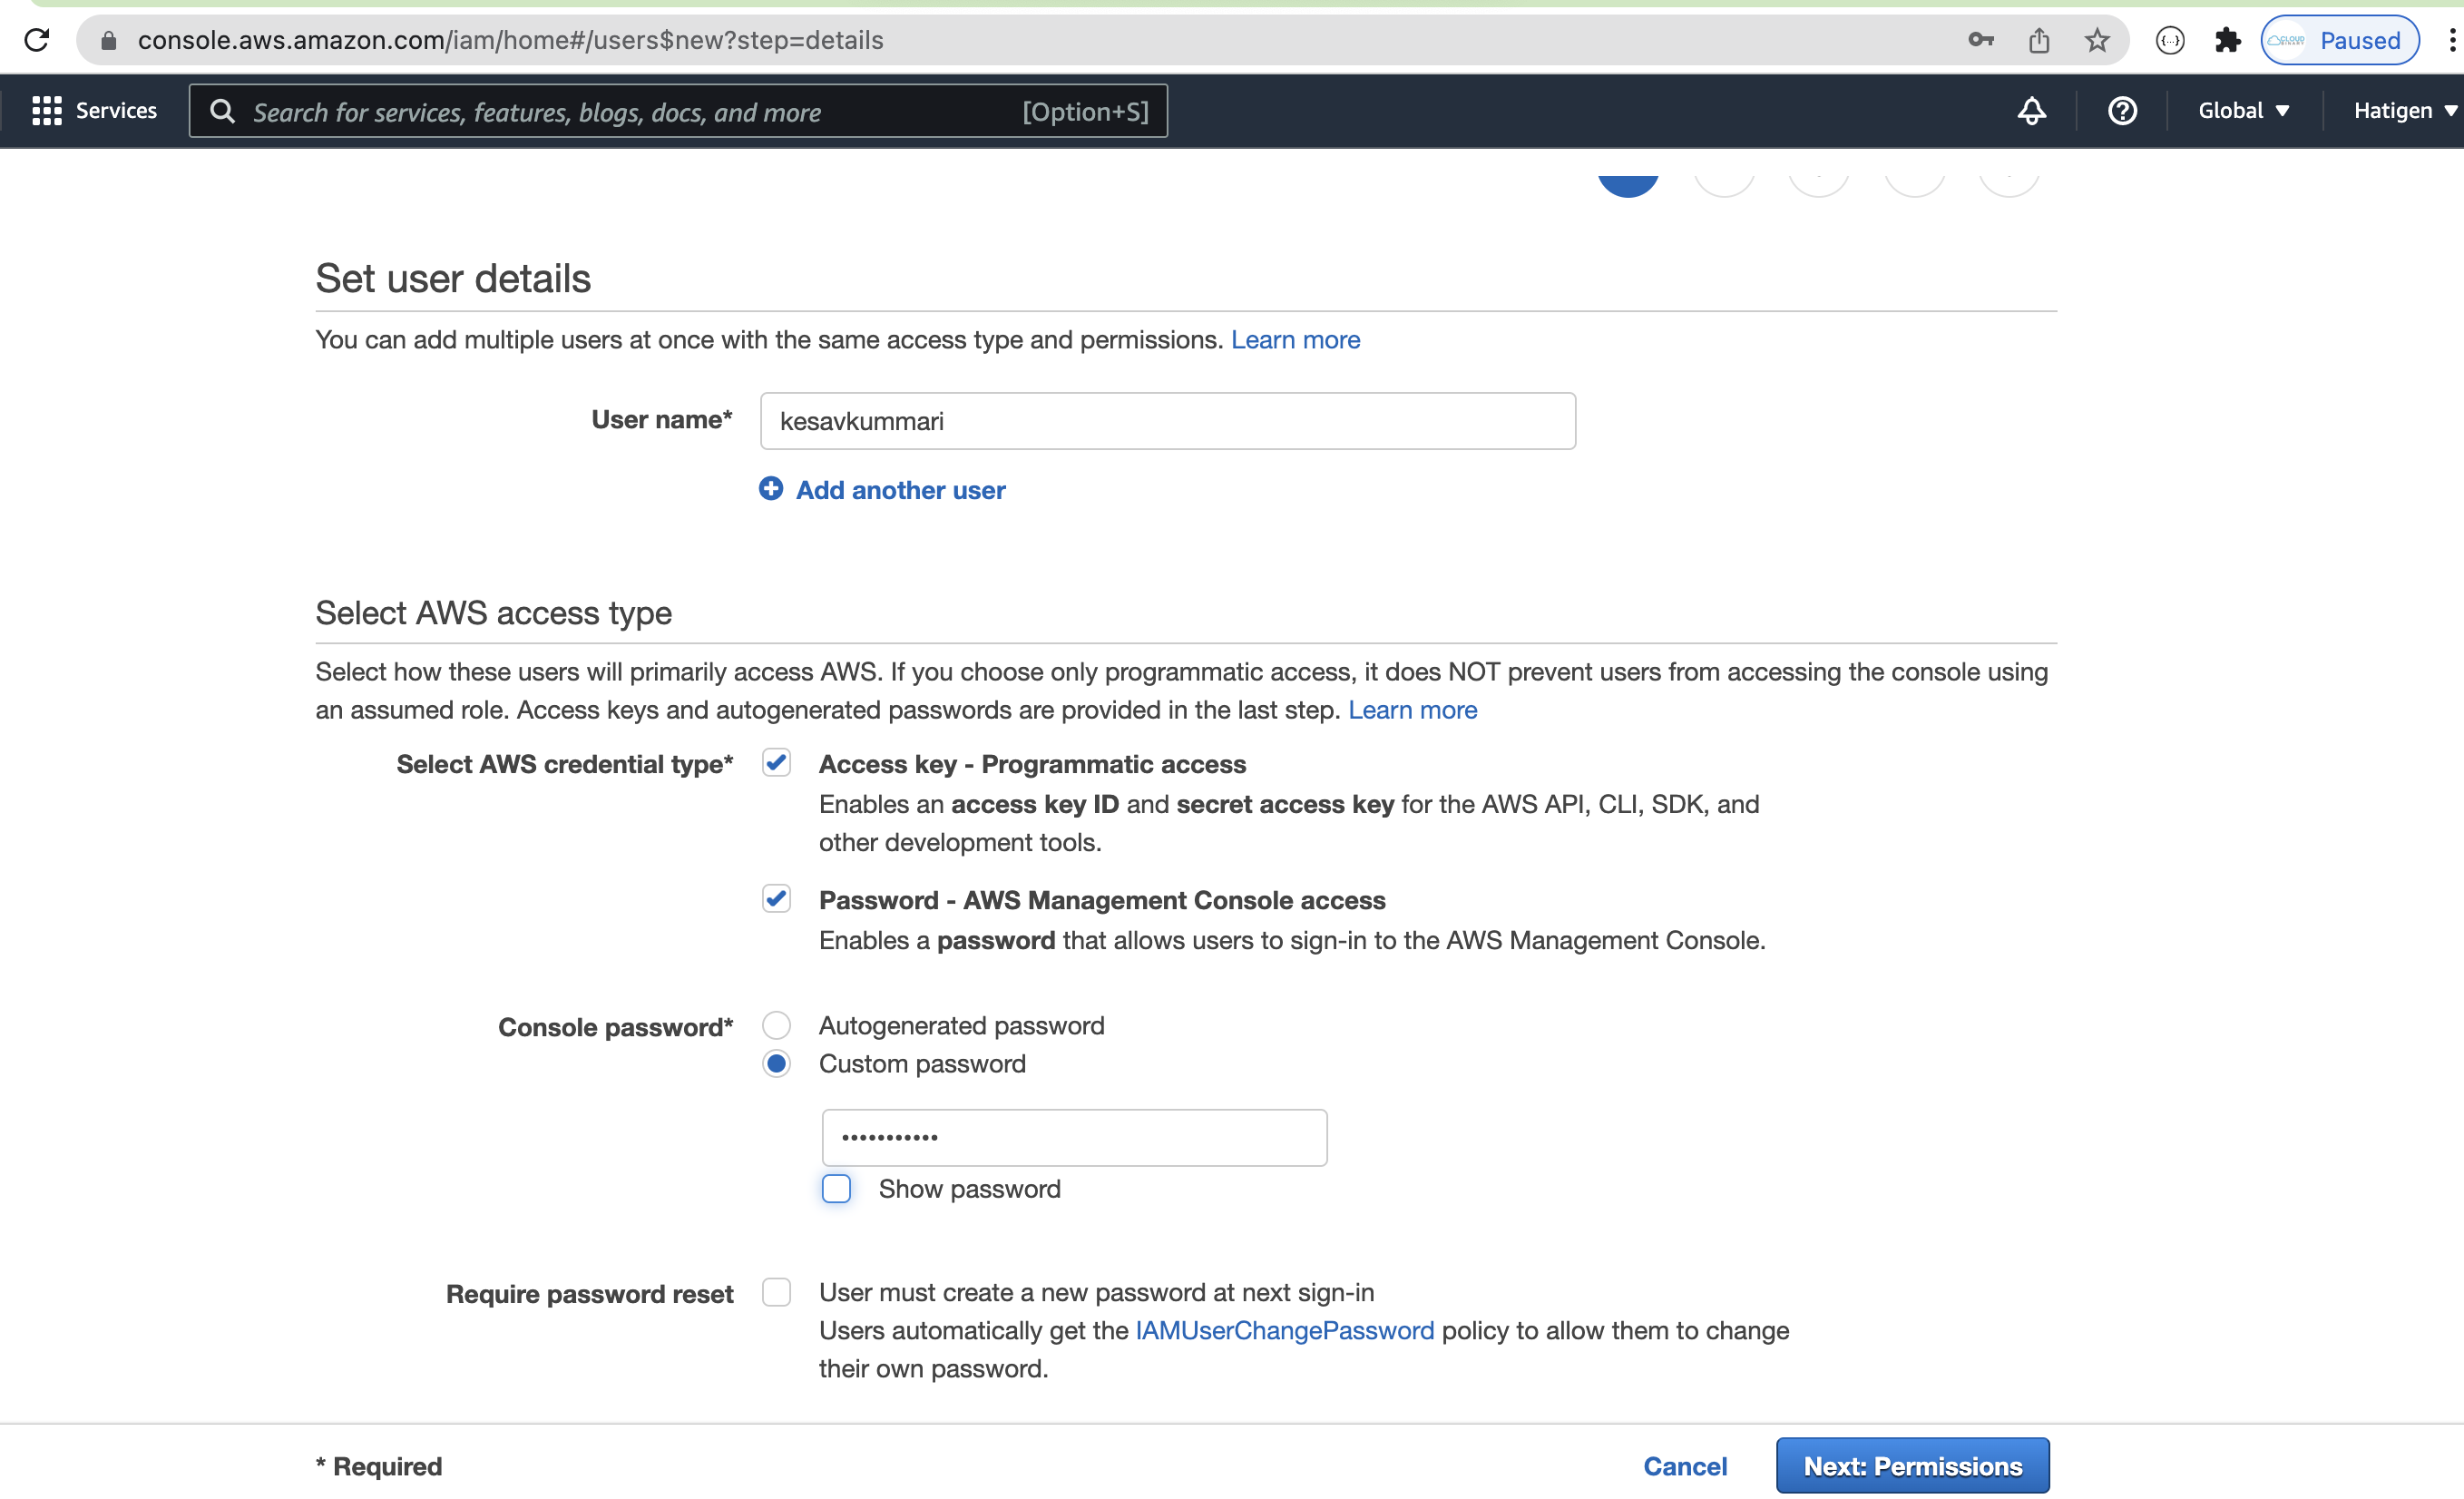 console.aws.amazon.com/iam/home#/users$new?step=details
Paused
Services
Search for services, features, blogs, docs, and more
[Option+S]
Global
Hatigen
Set user details
You can add multiple users at once with the same access type and permissions. Learn more
User name*
kesavkummari
Add another user
Select AWS access type
Select how these users will primarily access AWS. If you choose only programmatic access, it does NOT prevent users from accessing the console using
an assumed role. Access keys and autogenerated passwords are provided in the last step. Learn more
Select AWS credential type*
Access key - Programmatic access
Enables an access key ID and secret access key for the AWS API, CLI, SDK, and
other development tools.
Password - AWS Management Console access
Enables a password that allows users to sign-in to the AWS Management Console.
Console password*
Autogenerated password
Custom password
•••••••••••
Show password
Require password reset
User must create a new password at next sign-in
Users automatically get the IAMUserChangePassword policy to allow them to change
their own password.
* Required
Cancel
Next: Permissions